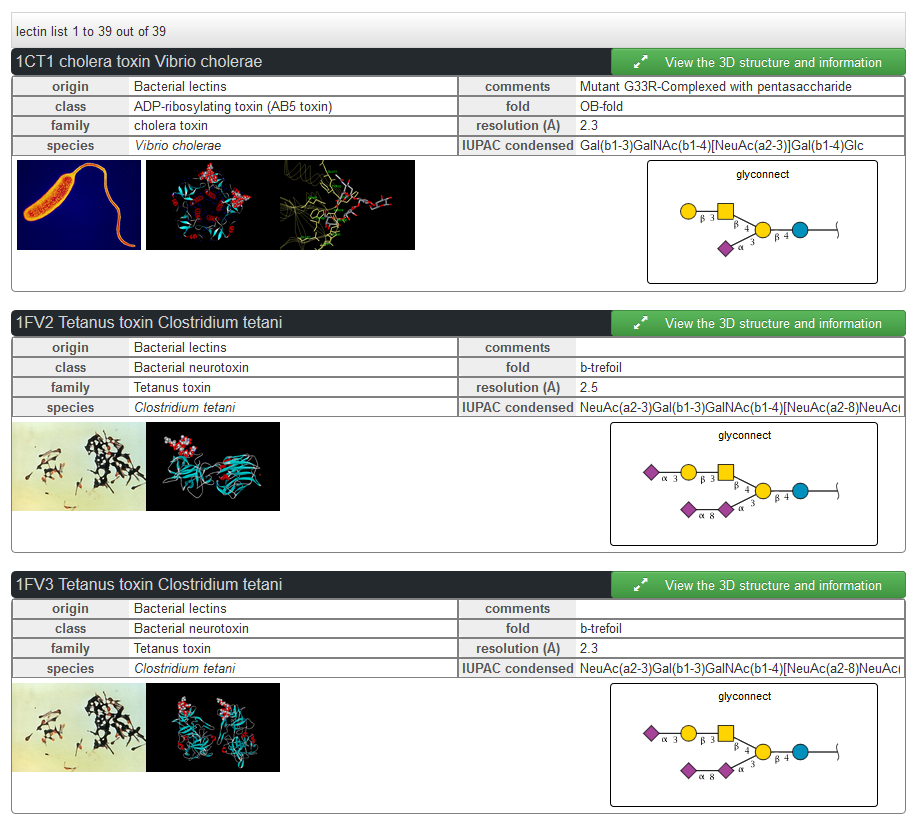 lectin list 1 to 39 out of 39
1CT1 cholera toxin Vibrio cholerae View the 3D structure and information
origin Bacterial lectins comments Mutant G33R-Complexed with pentasaccharide
class ADP-ribosylating toxin (AB5 toxin) fold OB-fold
family cholera toxin resolution (Å) 2.3
species Vibrio cholerae IUPAC condensed Gal(b1-3)GalNAc(b1-4)[NeuAc(a2-3)]Gal(b1-4)Glc
glyconnect
β 3 β 4 α 3 β 4
1FV2 Tetanus toxin Clostridium tetani View the 3D structure and information
origin Bacterial lectins comments
class Bacterial neurotoxin fold b-trefoil
family Tetanus toxin resolution (Å) 2.5
species Clostridium tetani IUPAC condensed NeuAc(a2-3)Gal(b1-3)GalNAc(b1-4)[NeuAc(a2-8)NeuAc(
glyconnect
α 3 β 3 β 4 α 8 α 3 β 4
1FV3 Tetanus toxin Clostridium tetani View the 3D structure and information
origin Bacterial lectins comments
class Bacterial neurotoxin fold b-trefoil
family Tetanus toxin resolution (Å) 2.3
species Clostridium tetani IUPAC condensed NeuAc(a2-3)Gal(b1-3)GalNAc(b1-4)[NeuAc(a2-8)NeuAc(
glyconnect
α 3 β 3 β 4 α 8 α 3 β 4